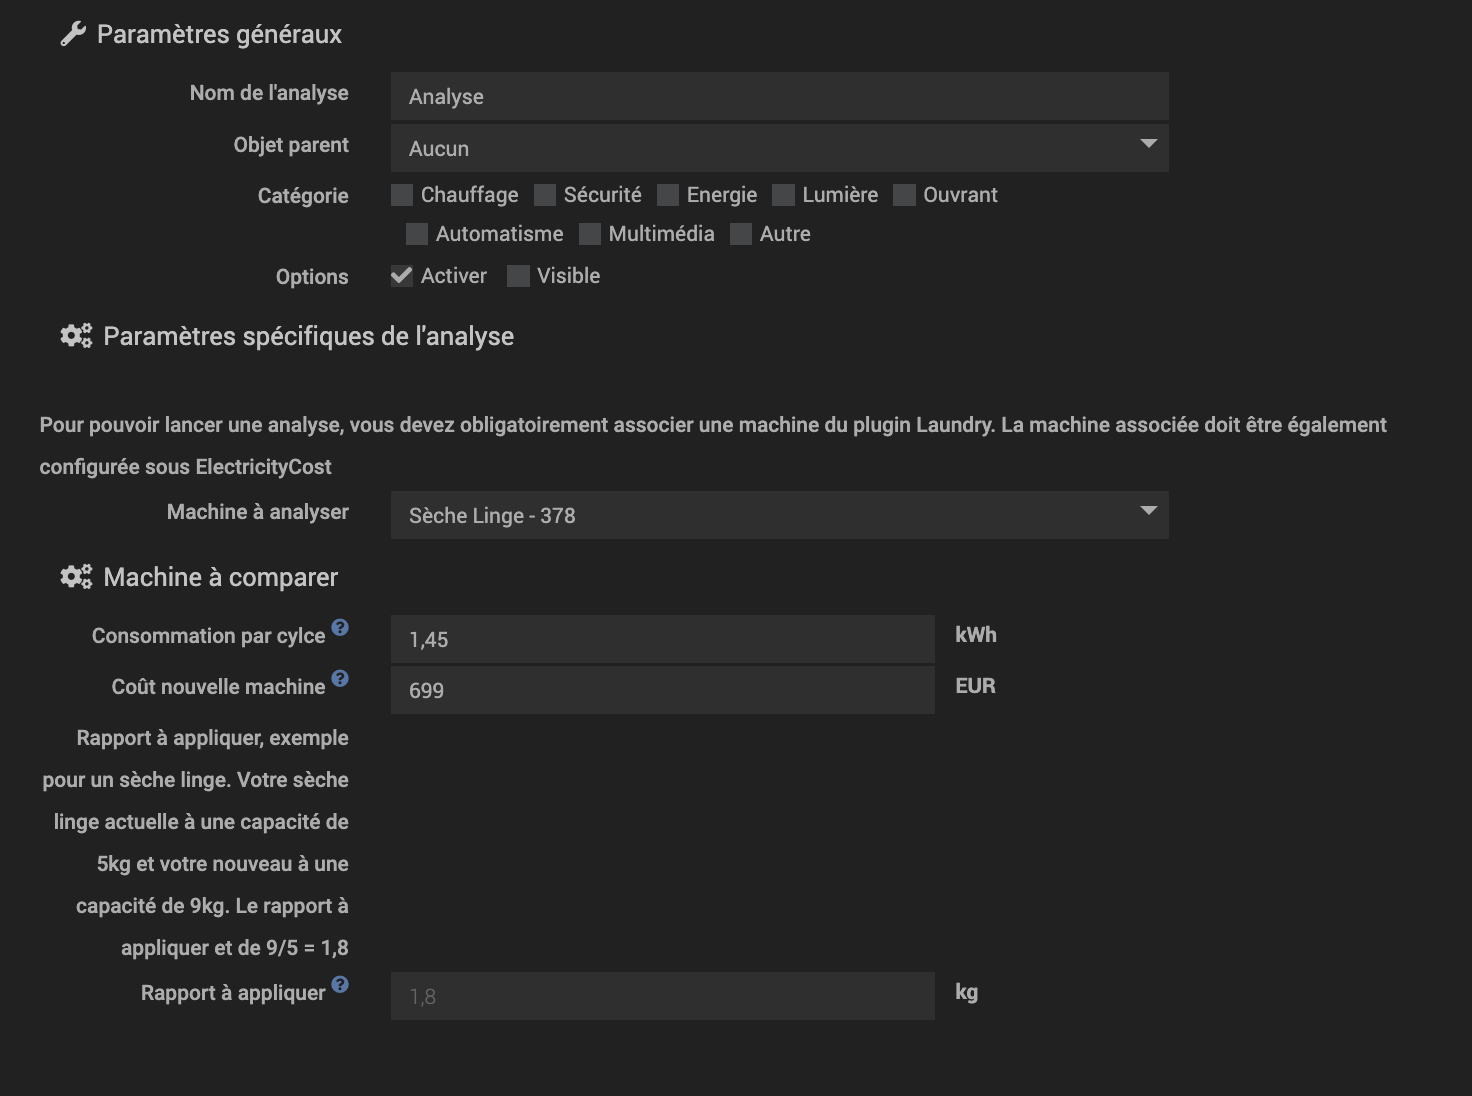 Paramètres généraux
Nom de l'analyse
Analyse
Objet parent
Aucun
Catégorie
Chauffage Sécurité Energie Lumière Ouvrant
Automatisme Multimédia Autre
Options
Activer Visible
Paramètres spécifiques de l'analyse
Pour pouvoir lancer une analyse, vous devez obligatoirement associer une machine du plugin Laundry. La machine associée doit être également
configurée sous ElectricityCost
Machine à analyser
Sèche Linge - 378
Machine à comparer
Consommation par cylce ?
1,45
kWh
Coût nouvelle machine ?
699
EUR
Rapport à appliquer, exemple
pour un sèche linge. Votre sèche
linge actuelle à une capacité de
5kg et votre nouveau à une
capacité de 9kg. Le rapport à
appliquer et de 9/5 = 1,8
Rapport à appliquer ?
1,8
kg